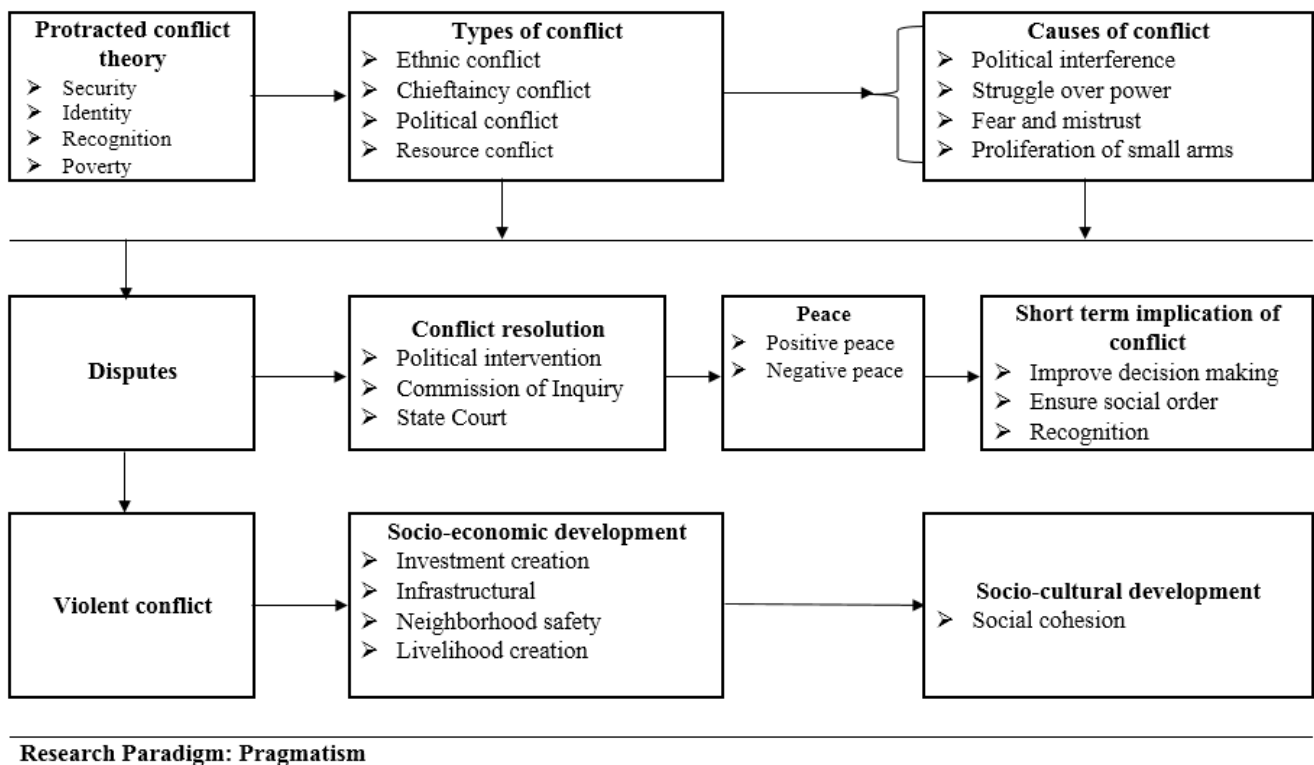 Protracted conflict
theory
➢ Security
➢ Identity
➢ Recognition
➢ Poverty
Types of conflict
➢ Ethnic conflict
➢ Chieftaincy conflict
➢ Political conflict
➢ Resource conflict
Causes of conflict
➢ Political interference
➢ Struggle over power
➢ Fear and mistrust
➢ Proliferation of small arms
Disputes
Conflict resolution
➢ Political intervention
➢ Commission of Inquiry
➢ State Court
Peace
➢ Positive peace
➢ Negative peace
Short term implication of
conflict
➢ Improve decision making
➢ Ensure social order
➢ Recognition
Violent conflict
Socio-economic development
➢ Investment creation
➢ Infrastructural
➢ Neighborhood safety
➢ Livelihood creation
Socio-cultural development
➢ Social cohesion
Research Paradigm: Pragmatism